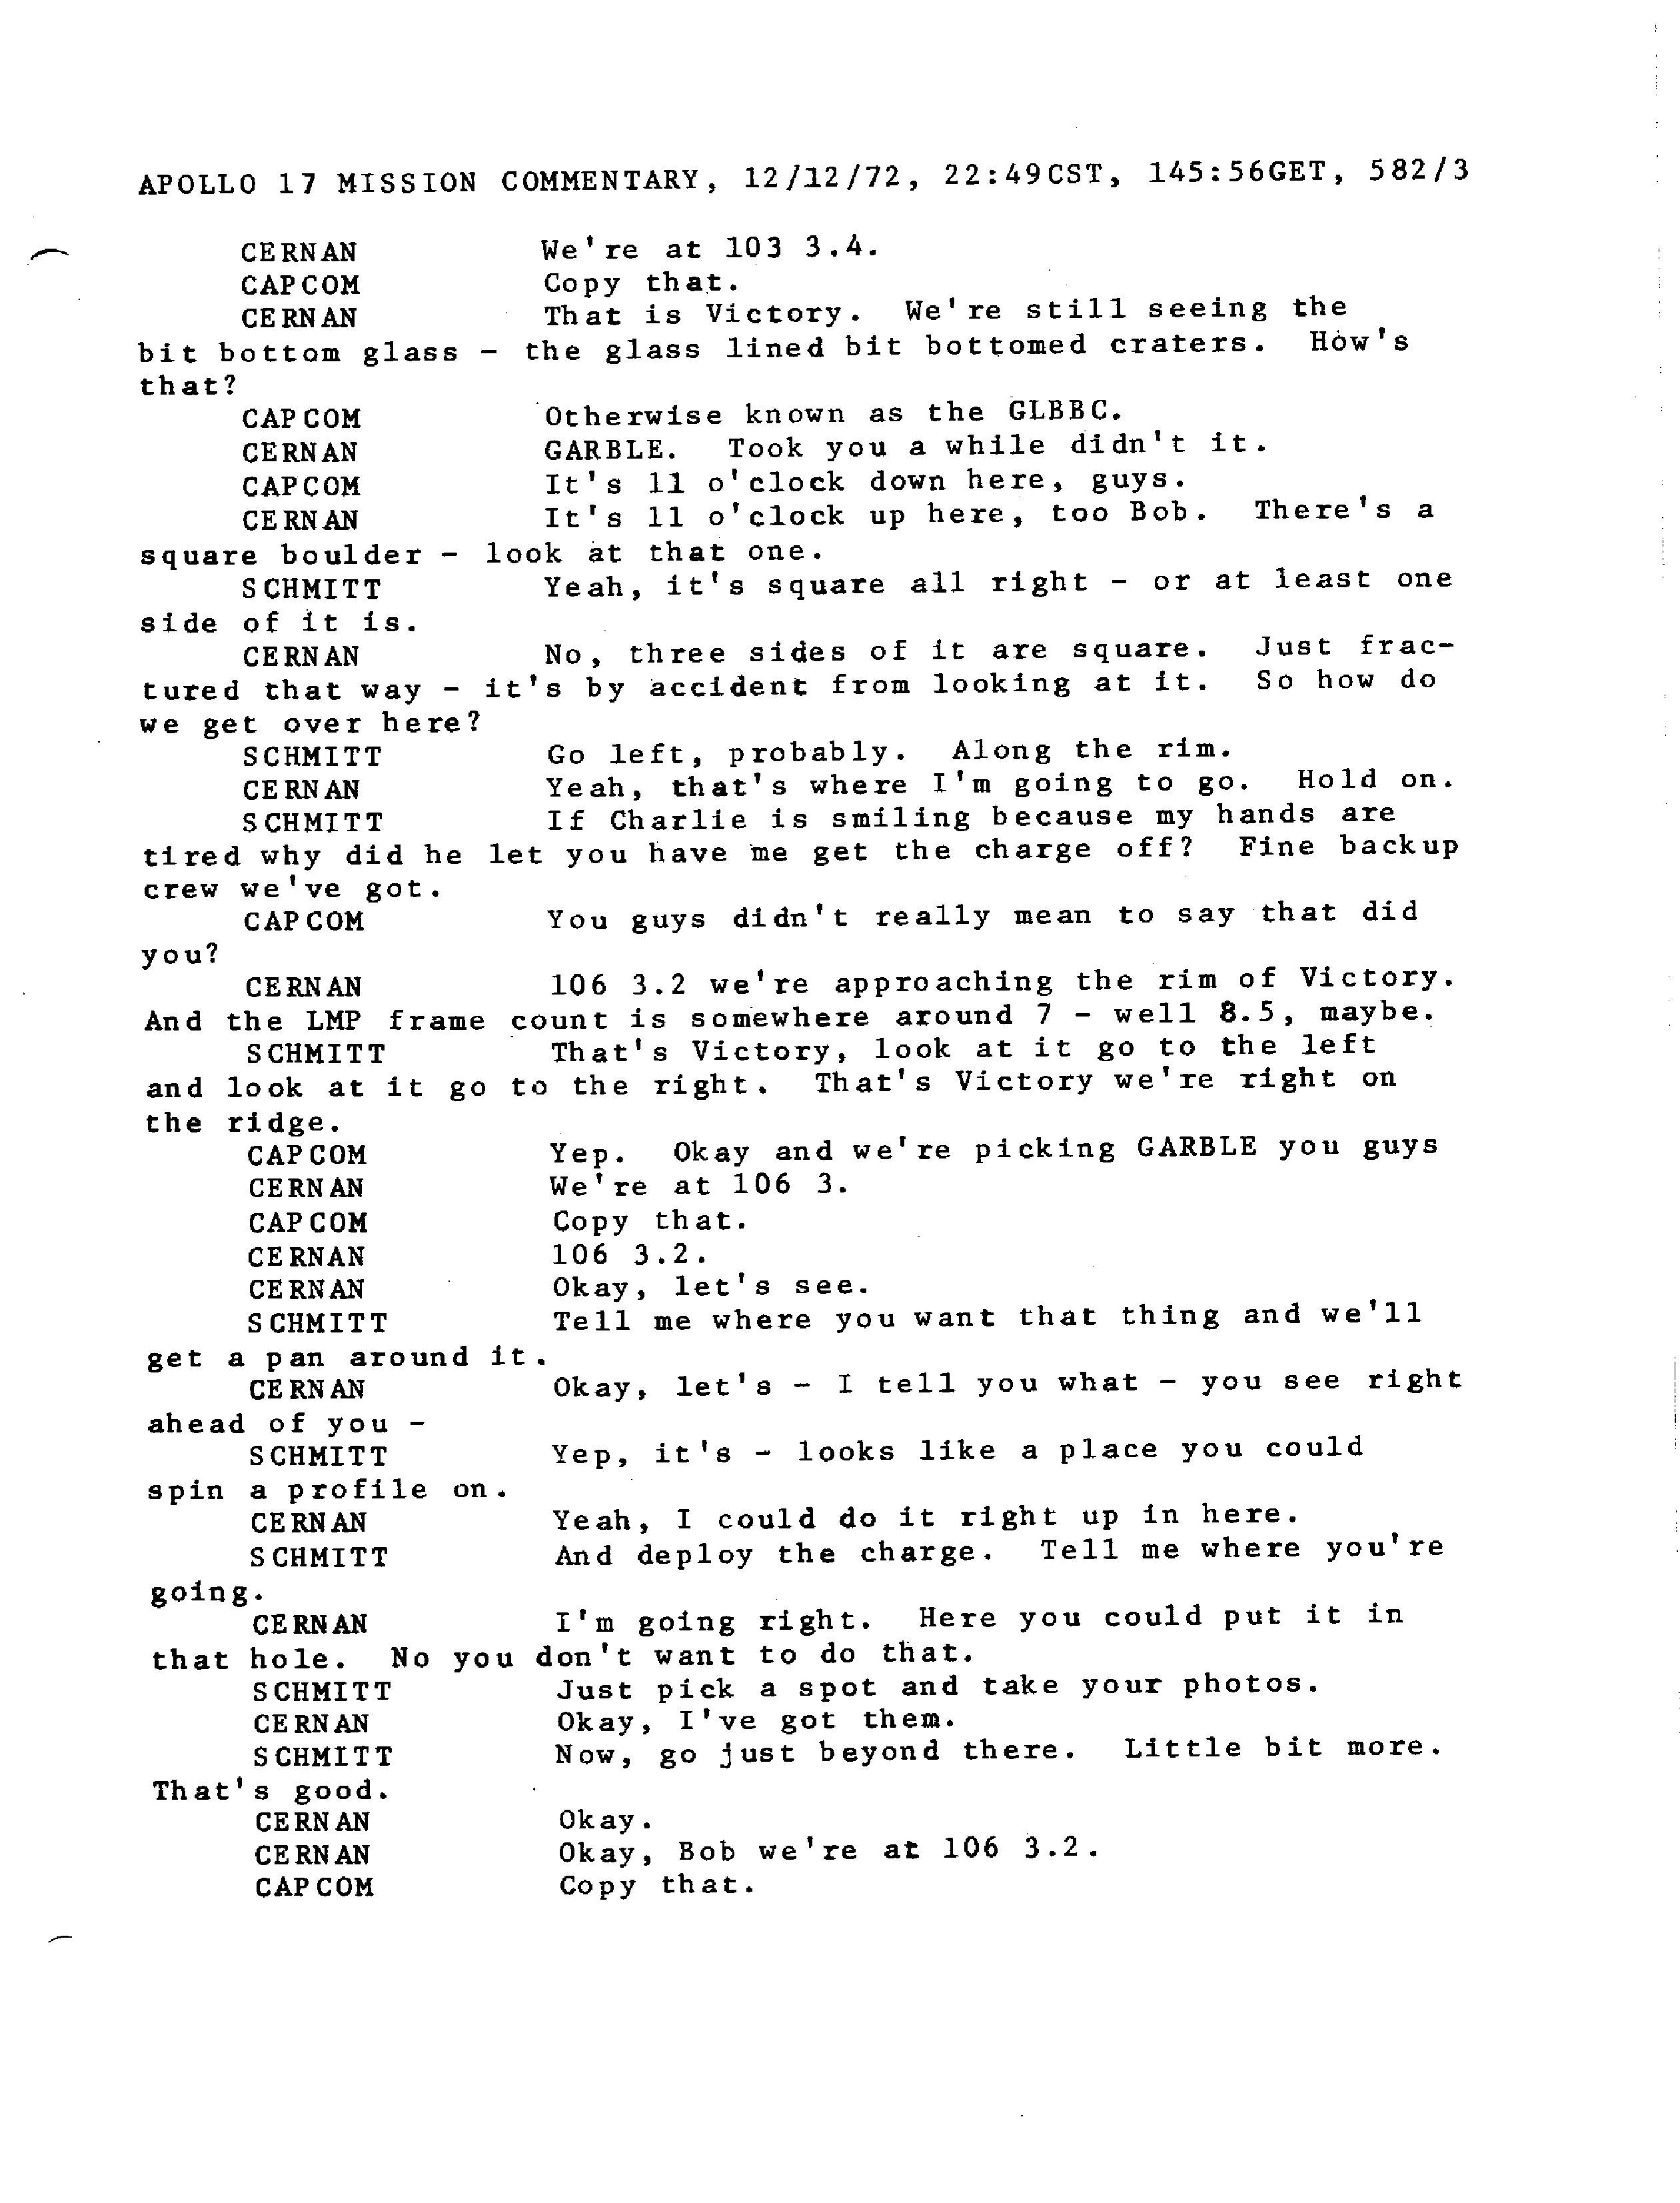 APOLLO 17 MISSION COMMENTARY, 12/12/72, 22:49CST, 145:56GET, 582/3
CERNAN We're at 103 3.4.
CAPCOM Copy that.
CERNAN That is Victory. We're still seeing the
bit bottom glass - the glass lined bit bottomed craters. How's
that?
CAPCOM Otherwise known as the GLBBC.
CERNAN GARBLE. Took you a while didn't it.
CAPCOM It's 11 o'clock down here, guys.
CERNAN It's 11 o'clock up here, too Bob. There's a
square boulder - look at that one.
SCHMITT Yeah, it's square all right - or at least one
side of it is.
CERNAN No, three sides of it are square. Just frac-
tured that way - it's by accident from looking at it. So how do
we get over here?
SCHMITT Go left, probably. Along the rim.
CERNAN Yeah, that's where I'm going to go. Hold on.
SCHMITT If Charlie is smiling because my hands are
tired why did he let you have me get the charge off? Fine backup
crew we've got.
CAPCOM You guys didn't really mean to say that did
you?
CERNAN 106 3.2 we're approaching the rim of Victory.
And the LMP frame count is somewhere around 7 - well 8.5, maybe.
SCHMITT That's Victory, look at it go to the left
and look at it go to the right. That's Victory we're right on
the ridge.
CAPCOM Yep. Okay and we're picking GARBLE you guys
CERNAN We're at 106 3.
CAPCOM Copy that.
CERNAN 106 3.2.
CERNAN Okay, let's see.
SCHMITT Tell me where you want that thing and we'll
get a pan around it.
CERNAN Okay, let's - I tell you what - you see right
ahead of you -
SCHMITT Yep, it's - looks like a place you could
spin a profile on.
CERNAN Yeah, I could do it right up in here.
SCHMITT And deploy the charge. Tell me where you're
going.
CERNAN I'm going right. Here you could put it in
that hole. No you don't want to do that.
SCHMITT Just pick a spot and take your photos.
CERNAN Okay, I've got them.
SCHMITT Now, go just beyond there. Little bit more.
That's good.
CERNAN Okay.
CERNAN Okay, Bob we're at 106 3.2.
CAPCOM Copy that.